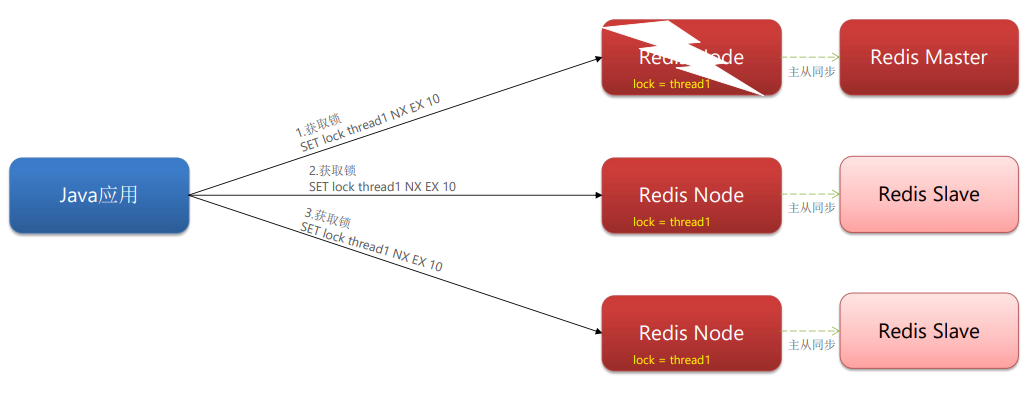 Java应用
1.获取锁
SET lock thread1 NX EX 10
2.获取锁
SET lock thread1 NX EX 10
3.获取锁
SET lock thread1 NX EX 10
Redis Node
lock = thread1
主从同步
Redis Master
Redis Node
lock = thread1
主从同步
Redis Slave
Redis Node
lock = thread1
主从同步
Redis Slave